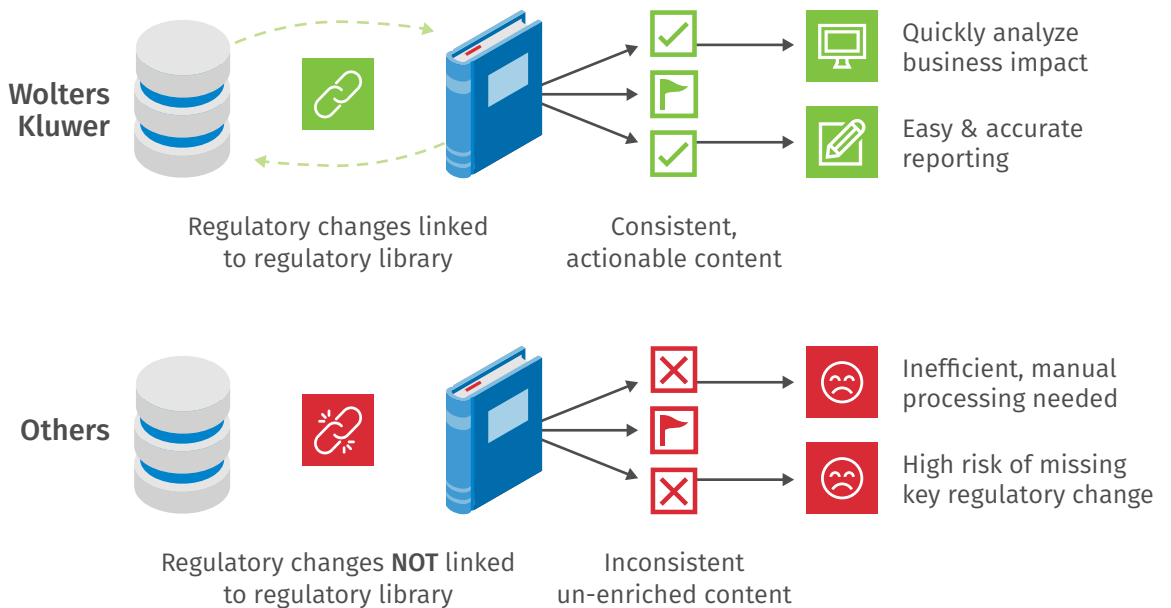 Wolters
Kluwer
Quickly analyze
business impact
Easy & accurate
reporting
Regulatory changes linked
to regulatory library
Consistent,
actionable content
Others
Inefficient, manual
processing needed
High risk of missing
key regulatory change
Regulatory changes NOT linked
to regulatory library
Inconsistent
un-enriched content